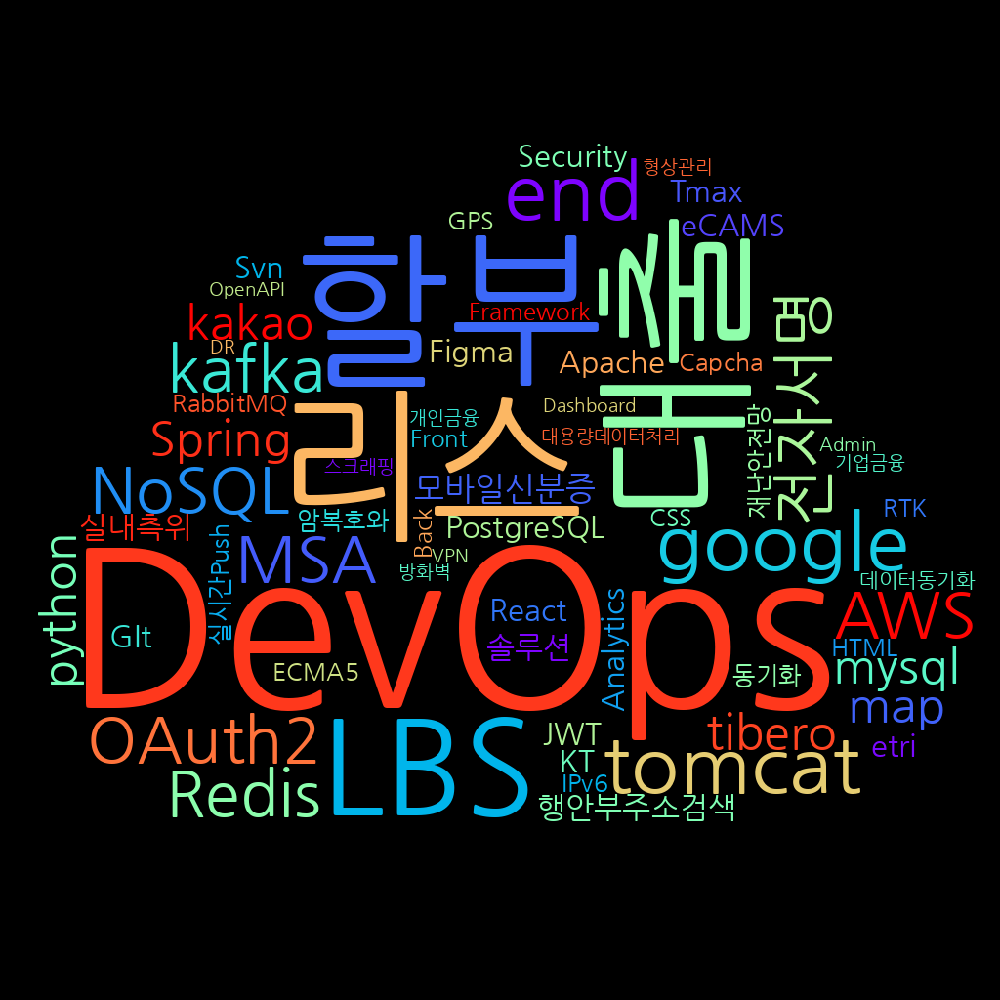 Security
형상관리
end
Tmax
GPS
eCAMS
할부
대출
Svn
OpenAPI
kakao
Framework
전자서명
DR
Figma
kafka
Apache
Capcha
RabbitMQ
리스
개인금융
Dashboard
Spring
Front
대용량데이터처리
재난안전망
Admin
스크래핑
기업금융
NoSQL
모바일신분증
실내측위
암복호와
Back
PostgreSQL
CSS
RTK
google
python
실시간Push
MSA
VPN
방화벽
데이터동기화
DevOps
GIt
React
Analytics
AWS
솔루션
HTML
ECMA5
동기화
mysql
map
OAuth2
LBS
JWT
tibero
etri
KT
tomcat
Redis
IPv6
행안부주소검색